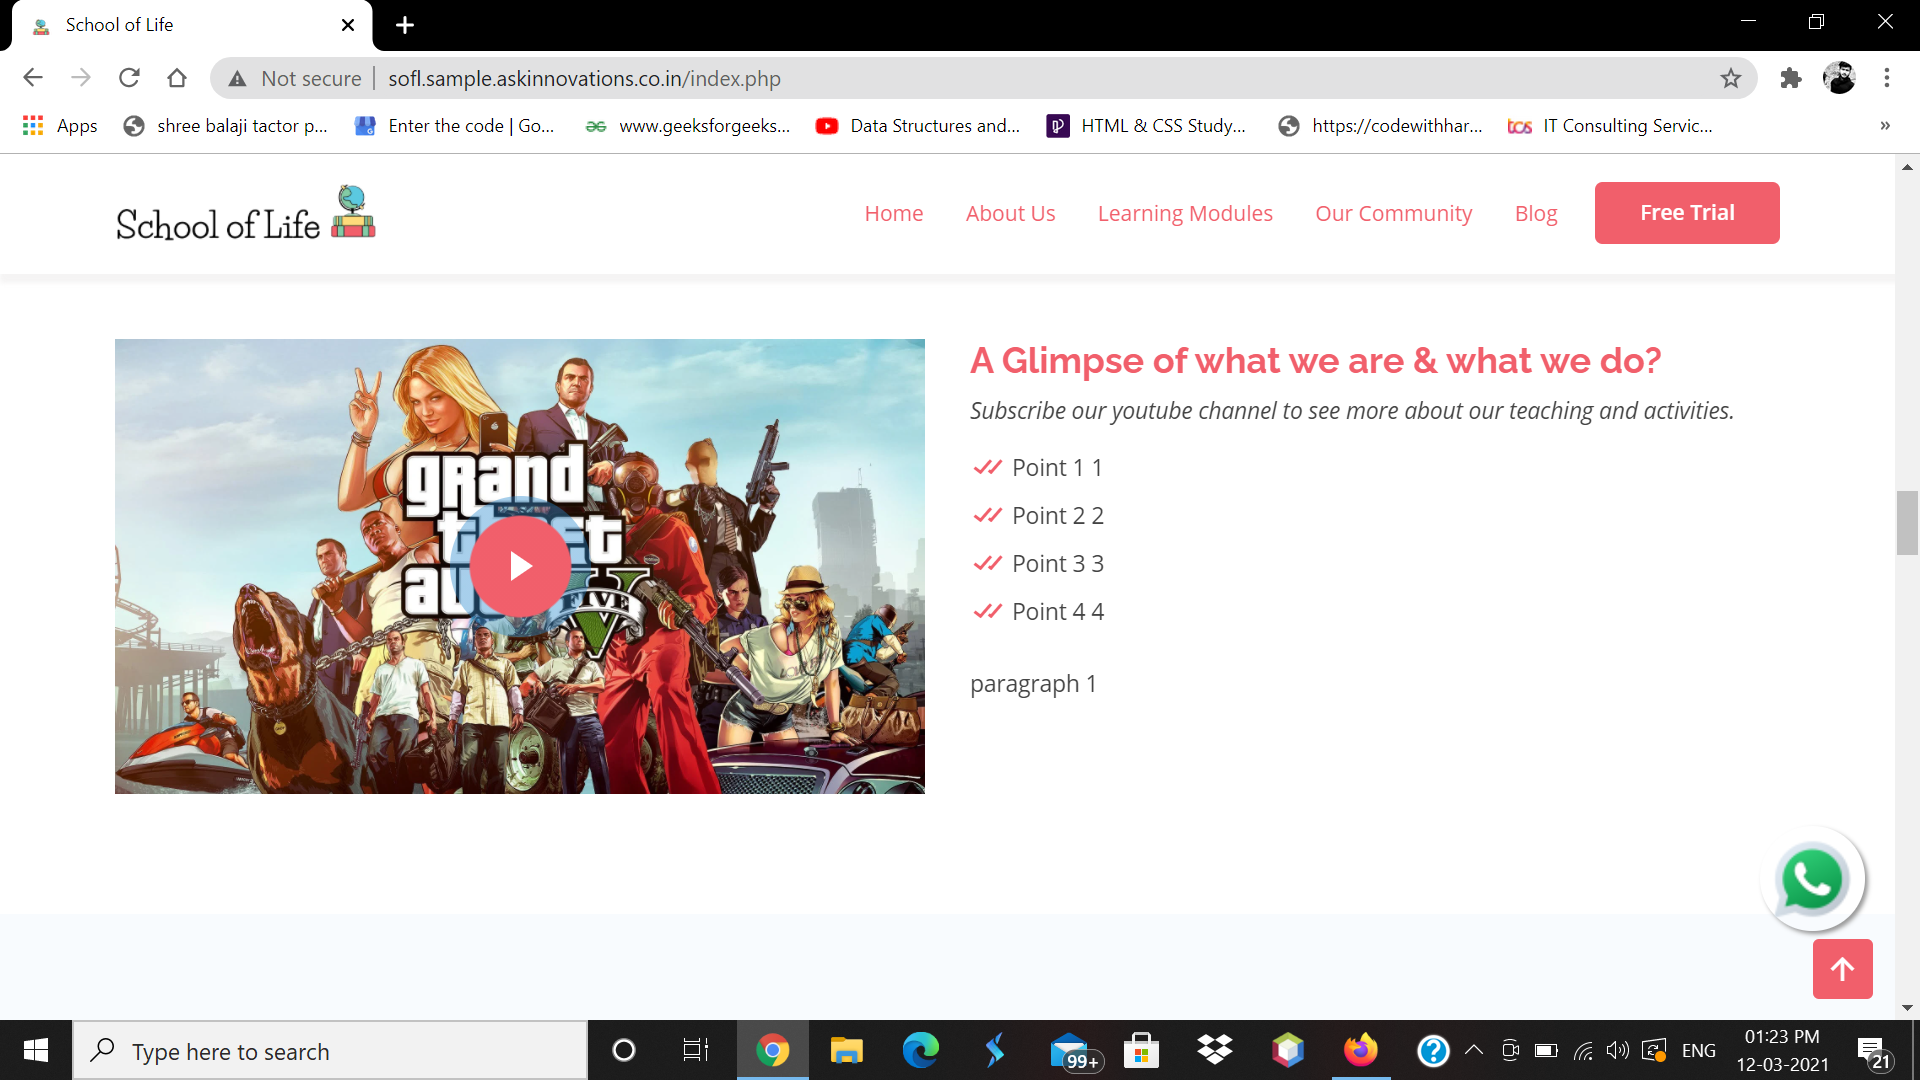 School of Life
Not secure
sofl.sample.askinnovations.co.in/index.php
Apps
shree balaji tactor p...
Enter the code | Go...
www.geeksforgeeks...
Data Structures and...
HTML & CSS Study...
https://codewithhar...
tcs IT Consulting Servic...
»
School of Life
Home
About Us
Learning Modules
Our Community
Blog
Free Trial
grand
theft
auto
FIVE
V
A Glimpse of what we are & what we do?
Subscribe our youtube channel to see more about our teaching and activities.
Point 1 1
Point 2 2
Point 3 3
Point 4 4
paragraph 1
Type here to search
99+
ENG
01:23 PM
12-03-2021
21